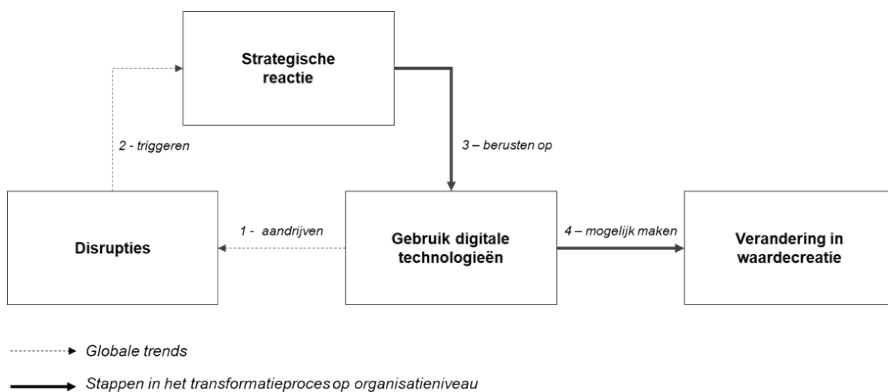 Strategische
reactie
2 - triggeren
3 – berusten op
Disrupties
1 - aandrijven
Gebruik digitale
technologieën
4 – mogelijk maken
Verandering in
waardecreatie
Globale trends
Stappen in het transformatieproces op organisatieniveau